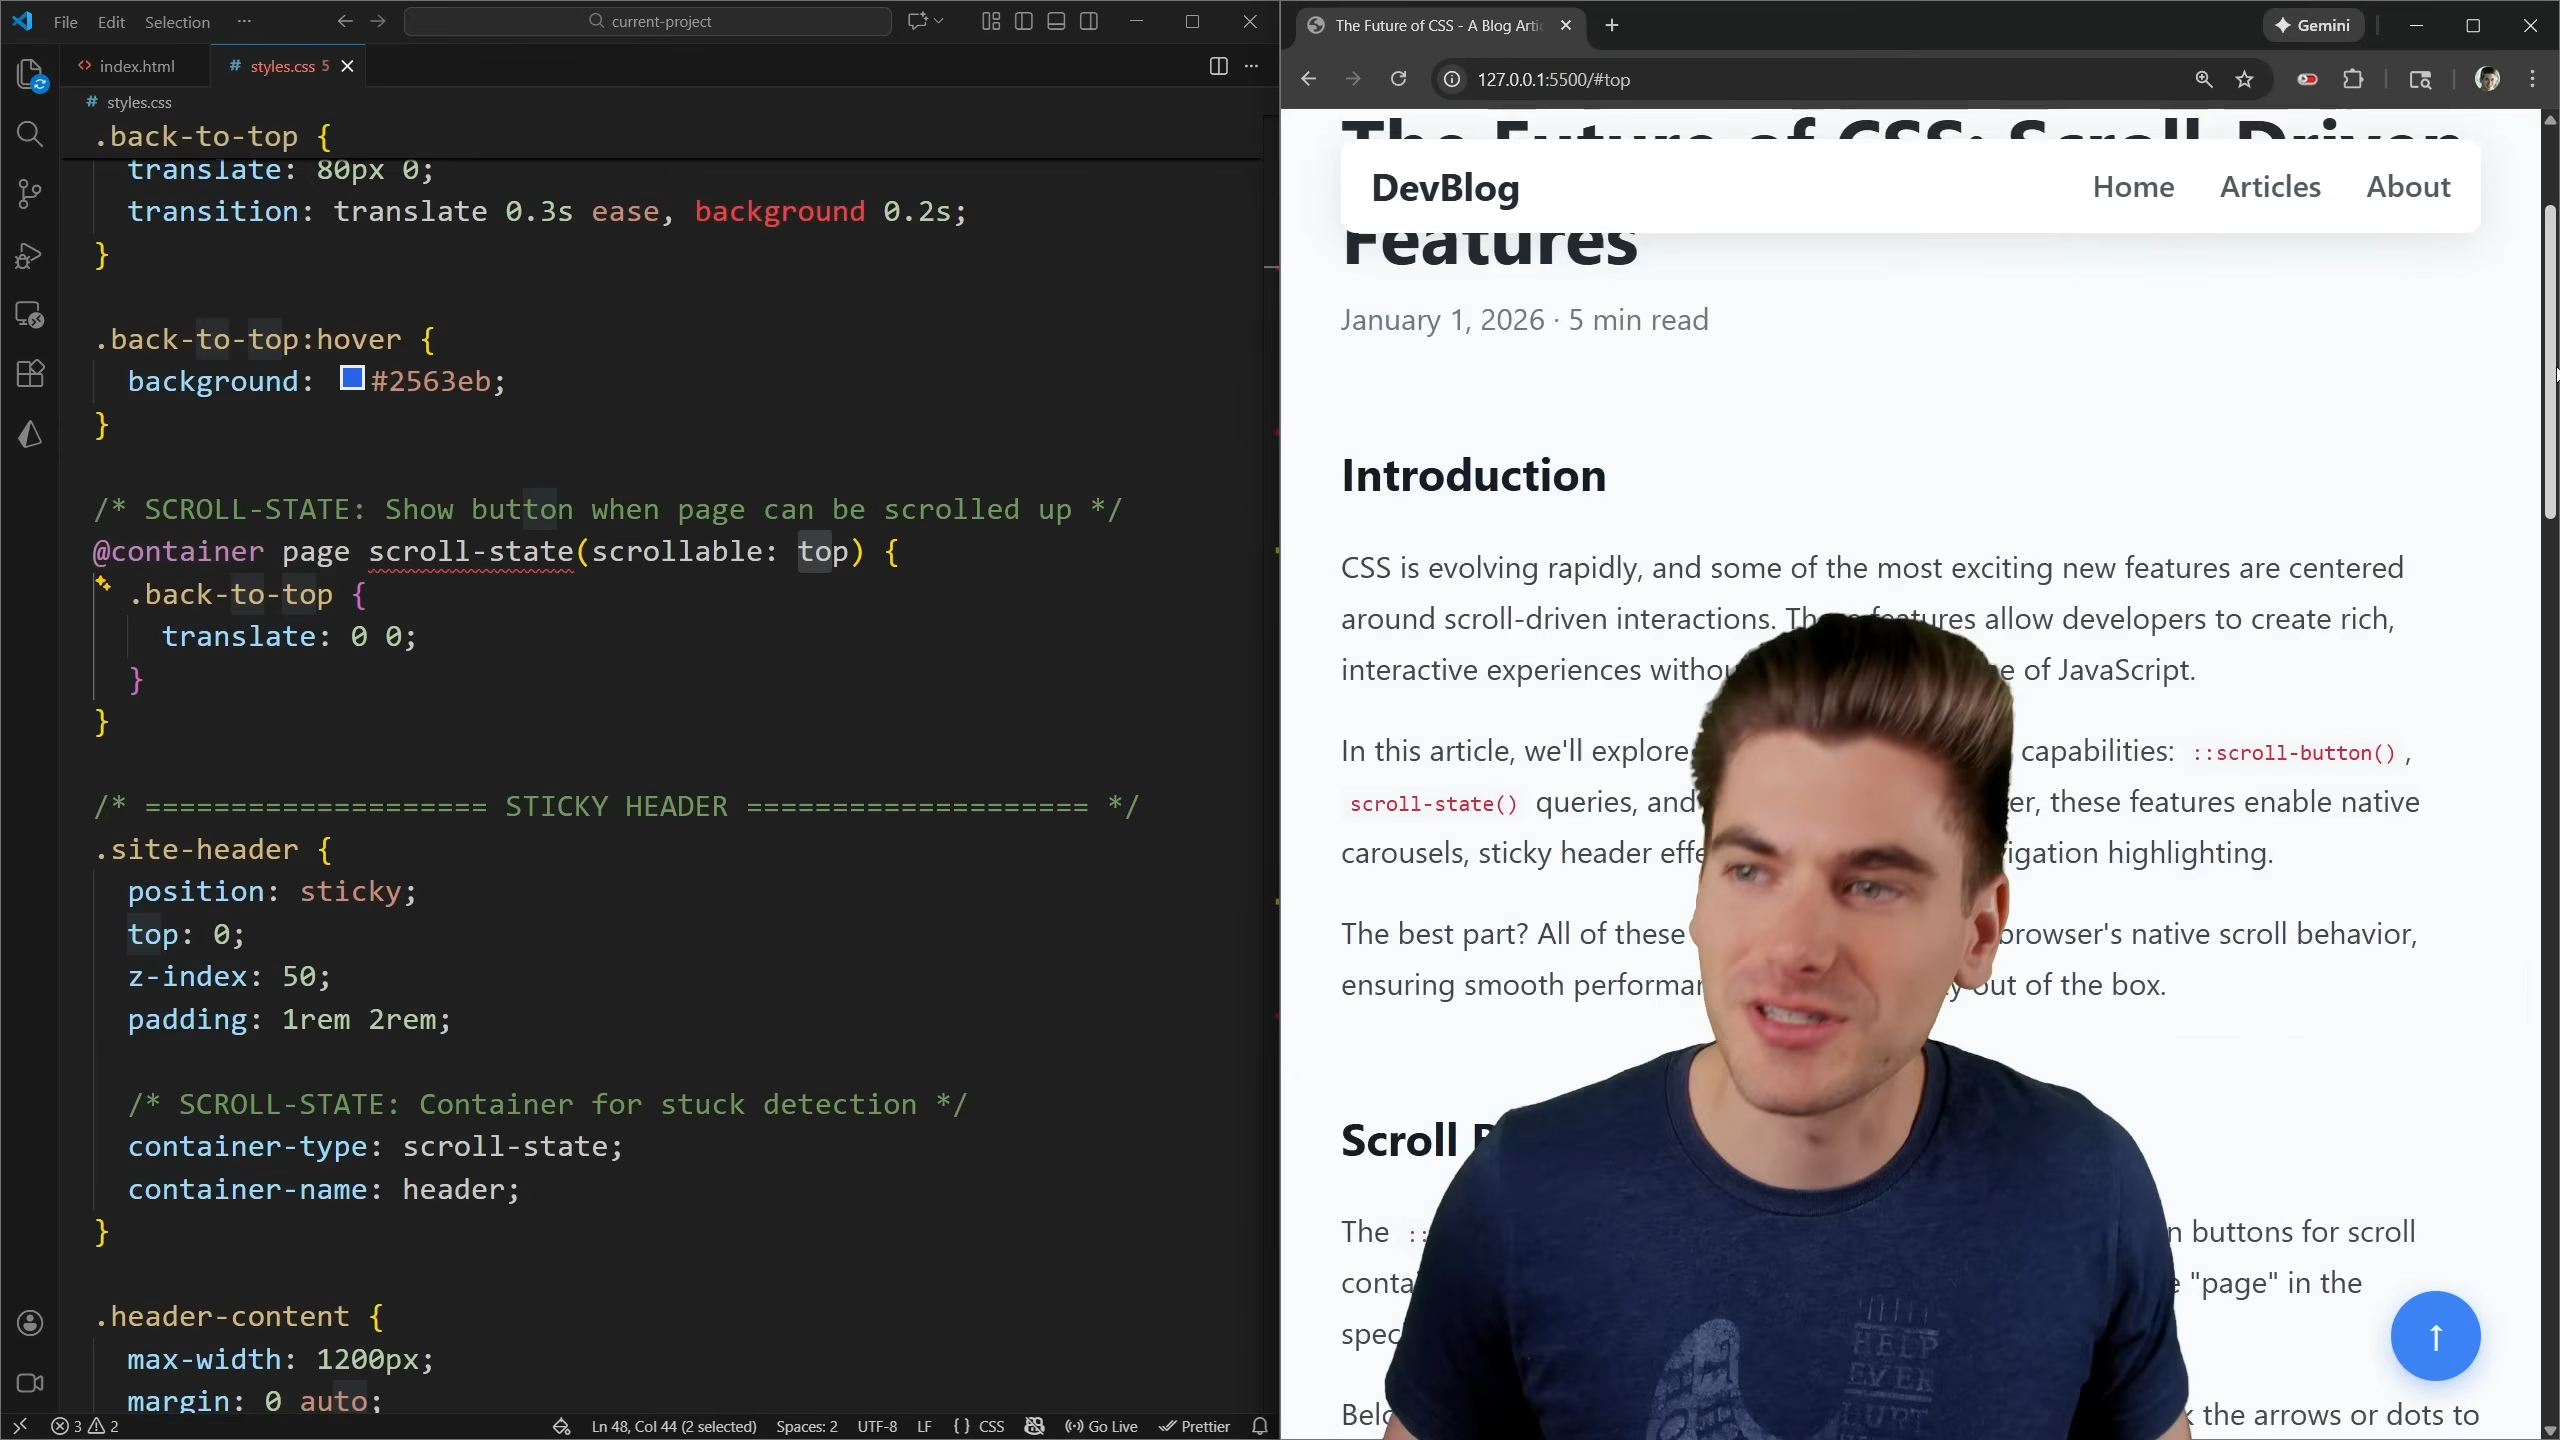 File Edit Selection ··· current-project
index.html # styles.css 5
# styles.css
.back-to-top {
translate: 80px 0;
transition: translate 0.3s ease, background 0.2s;
}
.back-to-top:hover {
background: #2563eb;
}
/* SCROLL-STATE: Show button when page can be scrolled up */
@container page scroll-state(scrollable: top) {
.back-to-top {
translate: 0 0;
}
}
/* ==================== STICKY HEADER ==================== */
.site-header {
position: sticky;
top: 0;
z-index: 50;
padding: 1rem 2rem;
/* SCROLL-STATE: Container for stuck detection */
container-type: scroll-state;
container-name: header;
}
.header-content {
max-width: 1200px;
margin: 0 auto;
3 2 Ln 48, Col 44 (2 selected) Spaces: 2 UTF-8 LF {} CSS Go Live Prettier
The Future of CSS - A Blog Arti Gemini
127.0.0.1:5500/#top
The Future of CSS: Scroll-Driven
DevBlog Home Articles About
Features
January 1, 2026 · 5 min read
Introduction
CSS is evolving rapidly, and some of the most exciting new features are centered
around scroll-driven interactions. These features allow developers to create rich,
interactive experiences of JavaScript.
In this article, we'll explore capabilities: ::scroll-button(),
scroll-state() queries, and these features enable native
carousels, sticky header highlighting.
The best part? All of these browser's native scroll behavior,
ensuring smooth out of the box.
Scroll
The buttons for scroll
"page" in the
↑
the arrows or dots to
HELP
EVER
HURT